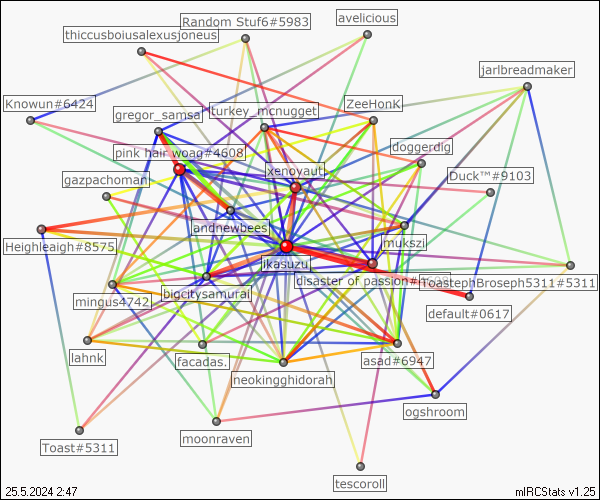 Random Stuf6#5983
avelicious
thiccusboiusalexusjoneus
jarlbreadmaker
Knowun#6424
gregor_samsa
turkey_mcnugget
ZeeHonK
pink hair woag#4608
doggerdig
xenoyaut
Duck™#9103
gazpachoman
andnewbees
mukszi
Heighleaigh#8575
ikasuzu
disaster of passion#
ToastephBroseph5311#5311
mingus4742
bigcitysamurai
default#0617
lahnk
facadas.
asad#6947
neokingghidorah
ogshroom
Toast#5311
moonraven
tescoroll
25.5.2024 2:47
mIRCStats v1.25